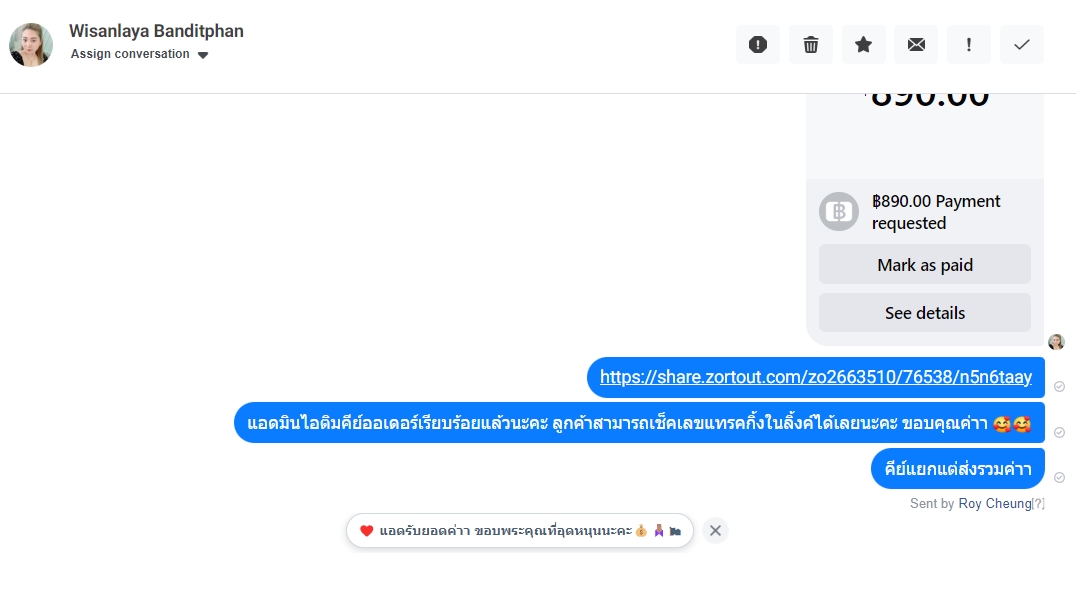 Wisanlaya Banditphan
Assign conversation
฿890.00
฿890.00 Payment
requested
Mark as paid
See details
https://share.zortout.com/zo2663510/76538/n5n6taay
แอดมินไอติมคีย์ออเดอร์เรียบร้อยแล้วนะคะ ลูกค้าสามารถเช็คเลขแทรคกิ้งในลิ้งค์ได้เลยนะคะ ขอบคุณค่าา 🥰🥰
คีย์แยกแต่ส่งรวมค่าา
Sent by Roy Cheung[?]
❤️ แอดรับยอดค่าา ขอบพระคุณที่อุดหนุนนะคะ